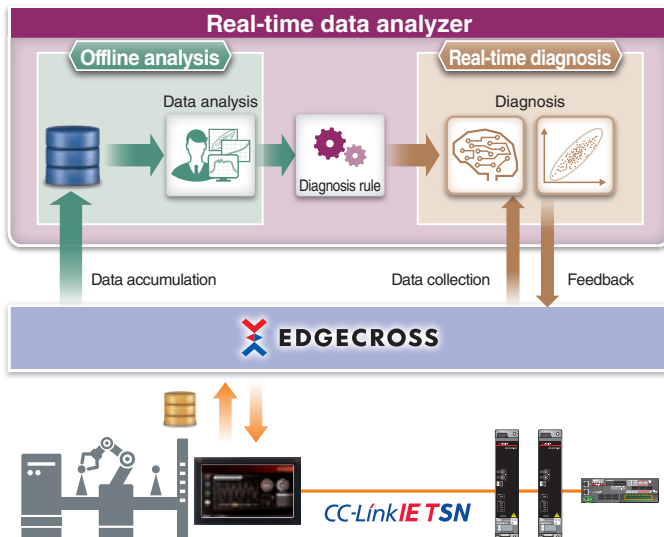 Real-time data analyzer
Offline analysis
Real-time diagnosis
Data analysis
Diagnosis
Diagnosis rule
Data accumulation
Data collection
Feedback
EDGECROSS
CC-Link IE TSN